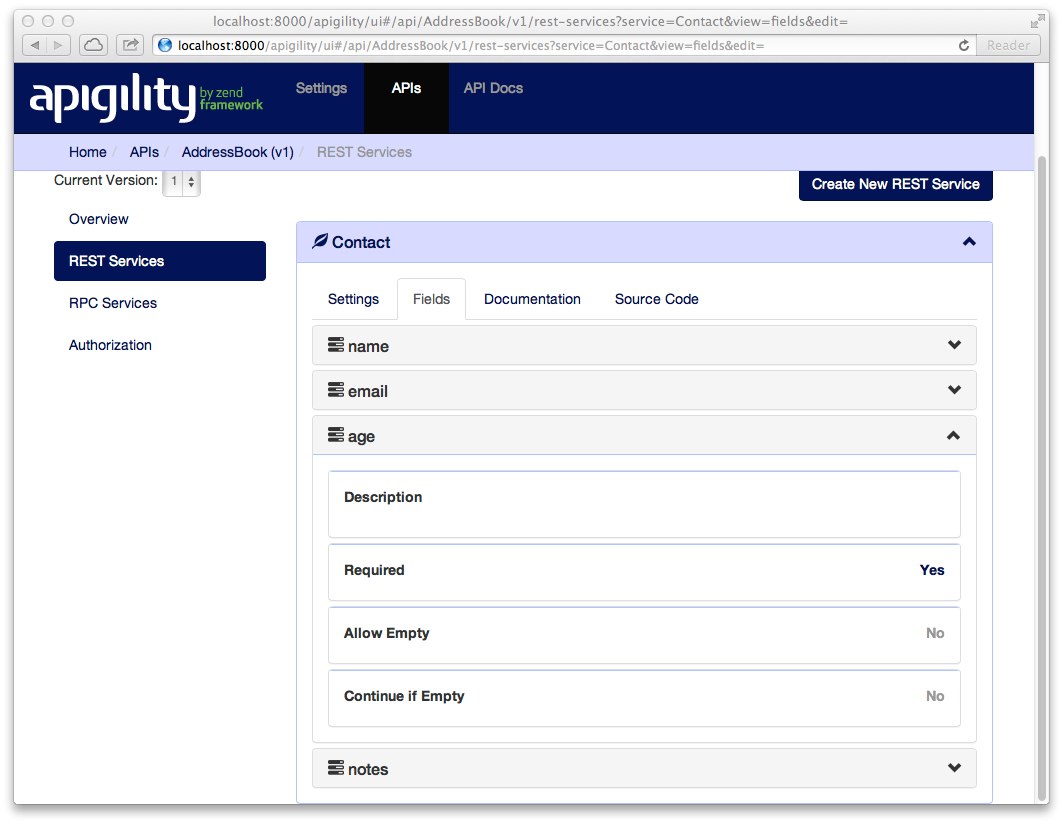 localhost:8000/apigility/ui#/api/AddressBook/v1/rest-services?service=Contact&view=fields&edit=
localhost:8000/apigility/ui#/api/AddressBook/v1/rest-services?service=Contact&view=fields&edit= Reader
apigility by zend framework Settings APIs API Docs
Home / APIs / AddressBook (v1) / REST Services
Current Version: 1 Create New REST Service
Overview
REST Services
RPC Services
Authorization
Contact
Settings Fields Documentation Source Code
name
email
age
Description
Required Yes
Allow Empty No
Continue if Empty No
notes